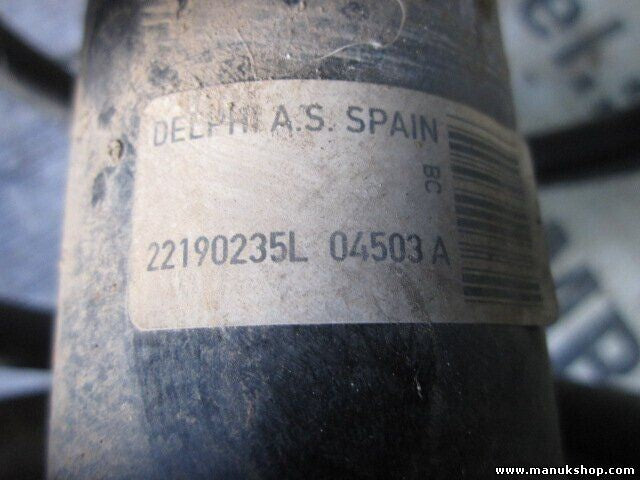 DELPHI A.S. SPAIN
BC
22190235L 04503 A
www.manukshop.com